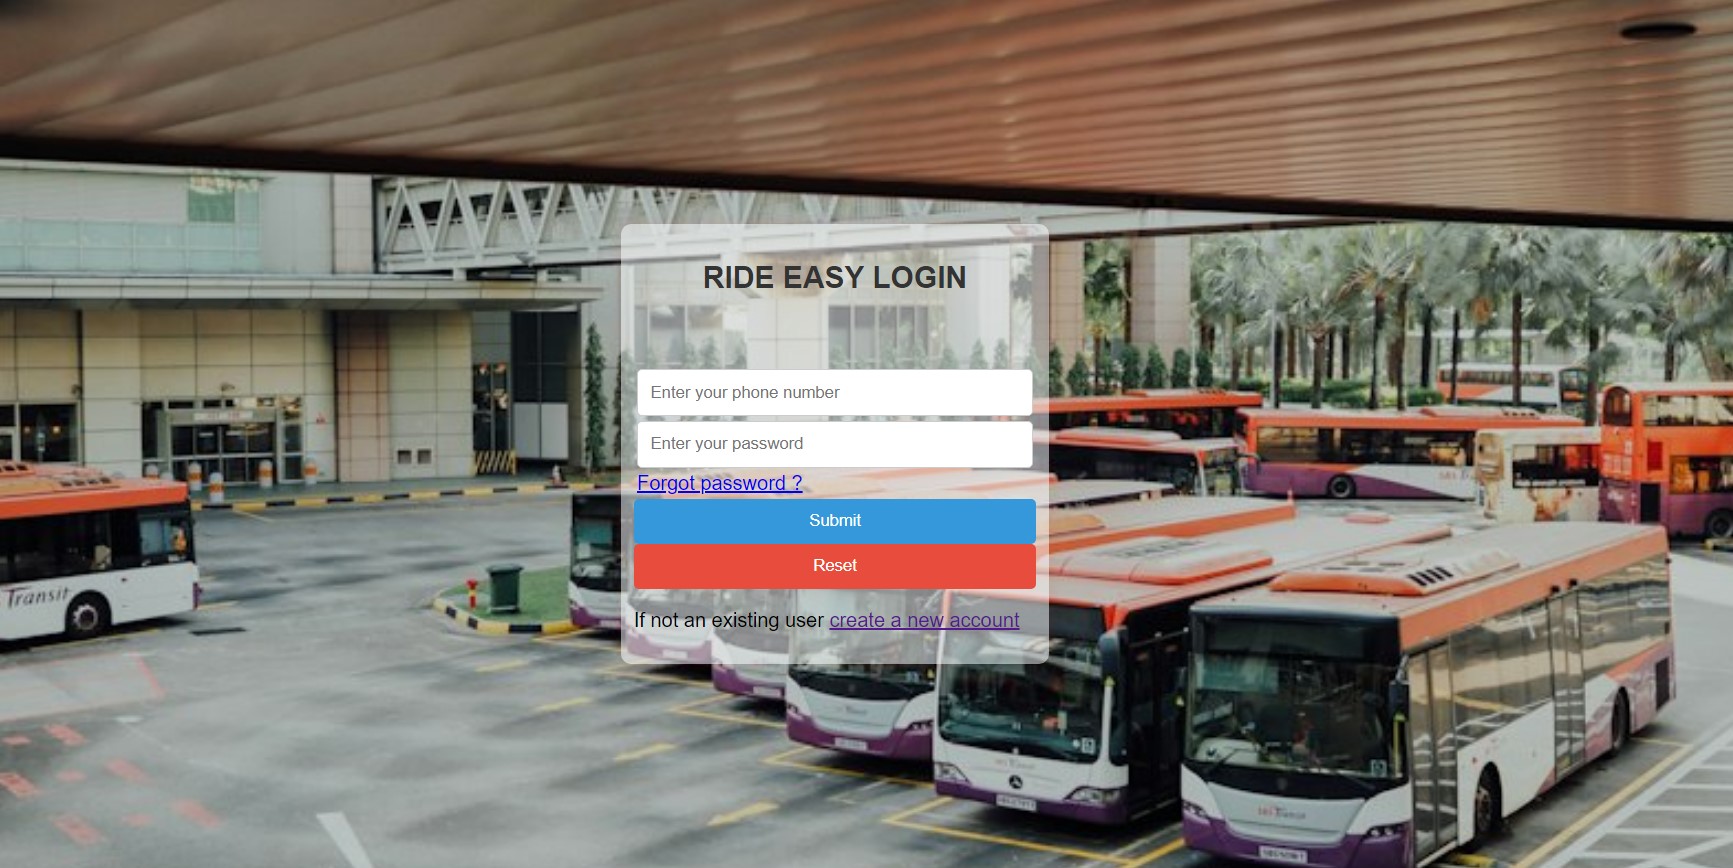 RIDE EASY LOGIN
Enter your phone number
Enter your password
Forgot password ?
Submit
Reset
If not an existing user create a new account
Transit